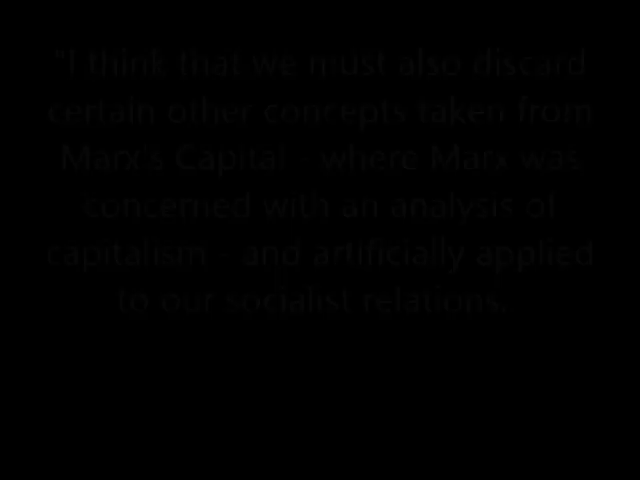 "I think that we must also discard
certain other concepts taken from
Marx's Capital - where Marx was
concerned with an analysis of
capitalism - and artificially applied
to our socialist relations.